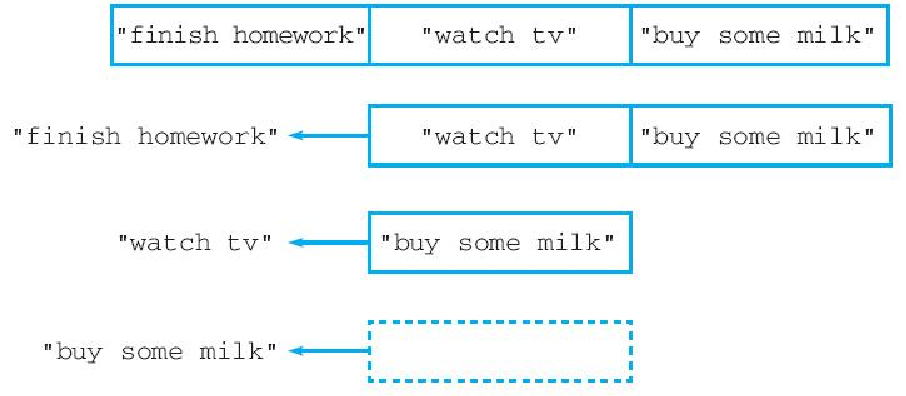 "finish homework" "watch tv" "buy some milk"
"finish homework" "watch tv" "buy some milk"
"watch tv" "buy some milk"
"buy some milk"